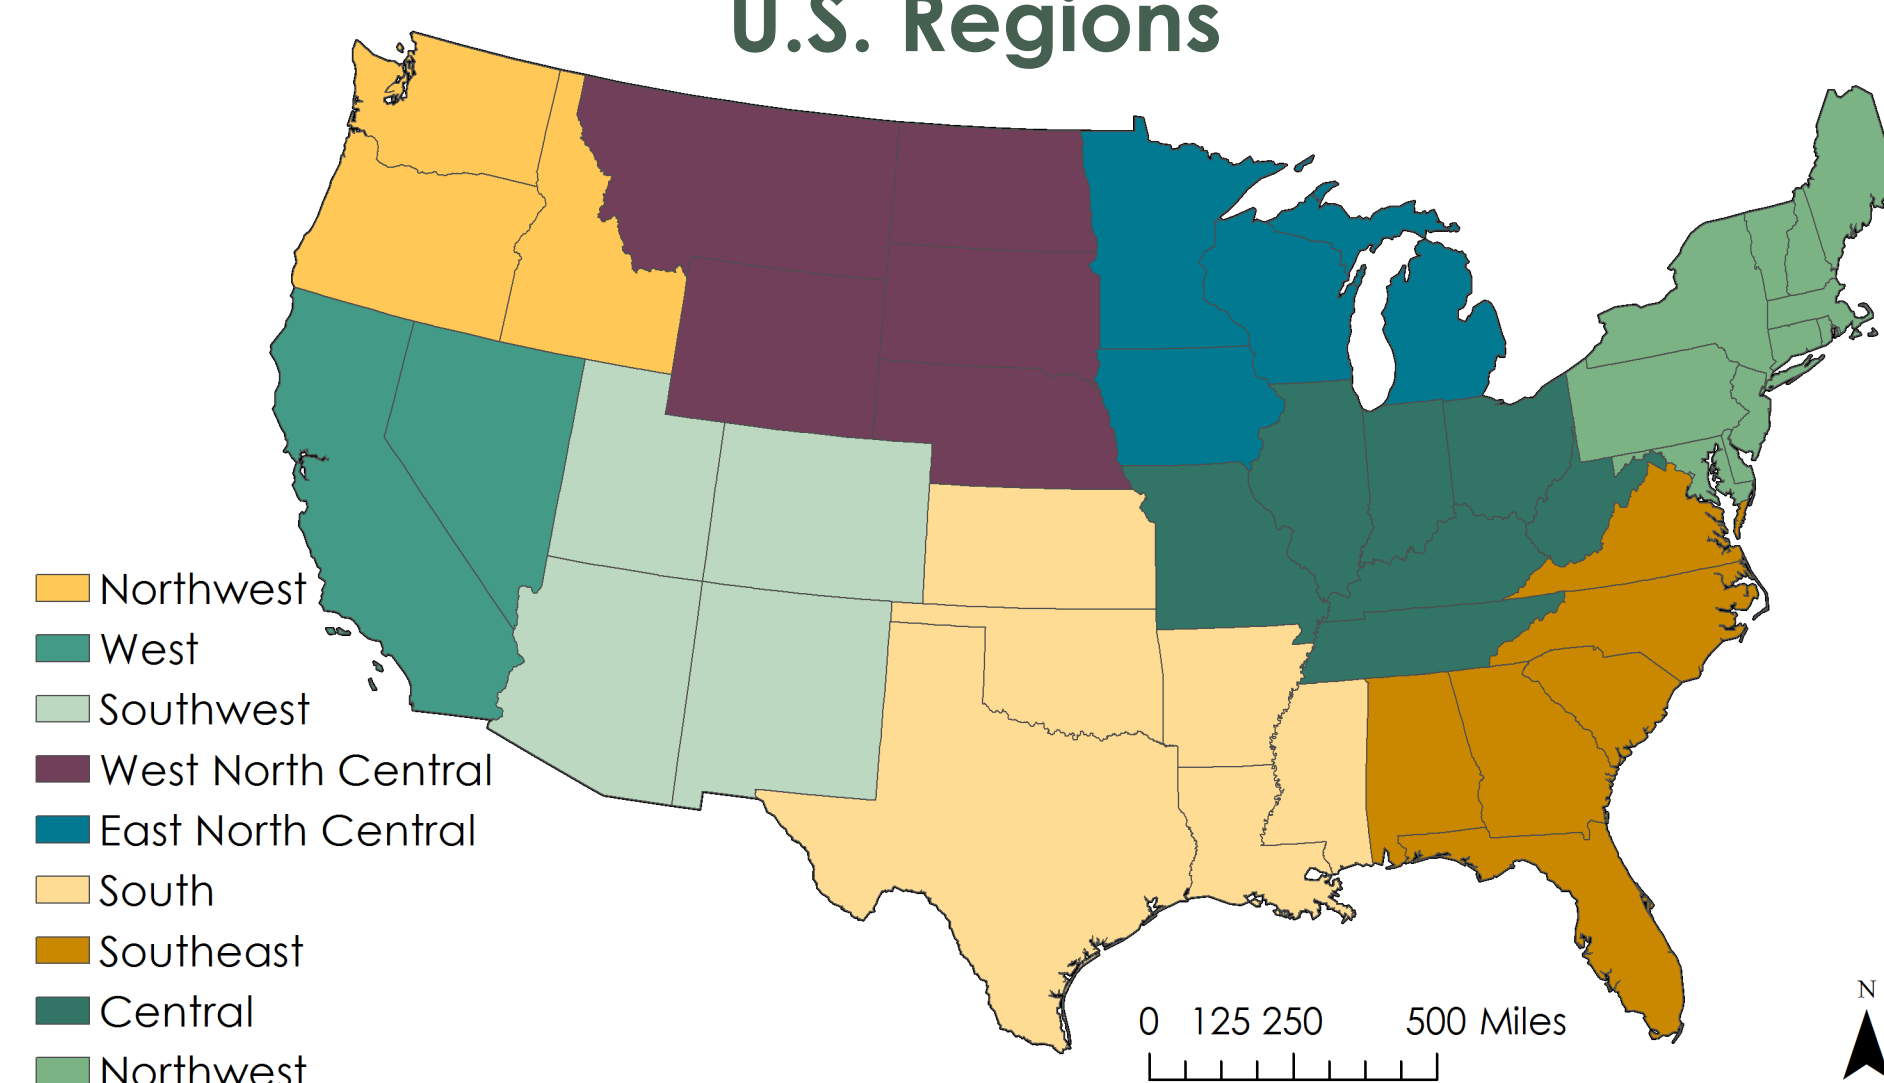 U.S. Regions
Northwest
West
Southwest
West North Central
East North Central
South
Southeast
Central
Northwest
0 125 250 500 Miles
N